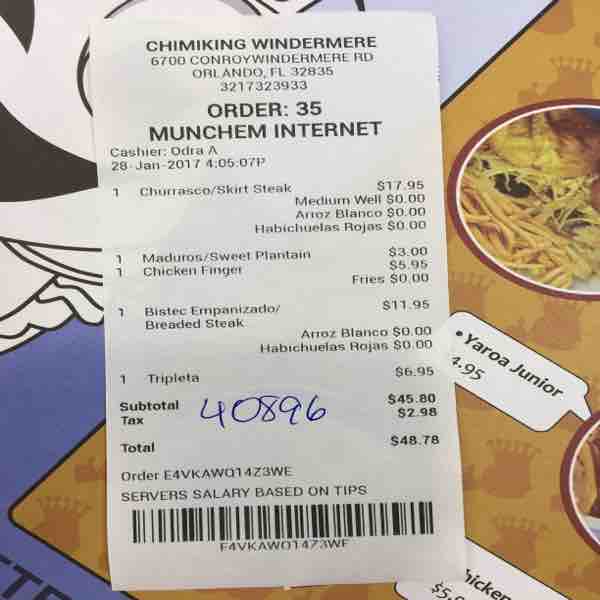 CHIMIKING WINDERMERE
6700 CONROYWINDERMERE RD
ORLANDO, FL 32835
3217323933
ORDER: 35
MUNCHEM INTERNET
Cashier: Odra A
28-Jan-2017 4:05:07P
1 Churrasco/Skirt Steak $17.95
Medium Well $0.00
Arroz Blanco $0.00
Habichuelas Rojas $0.00
1 Maduros/Sweet Plantain $3.00
1 Chicken Finger $5.95
Fries $0.00
1 Bistec Empanizado/ $11.95
Breaded Steak
Arroz Blanco $0.00
Habichuelas Rojas $0.00
1 Tripleta $6.95
Subtotal $45.80
Tax $2.98
40896
Total $48.78
Order E4VKAWQ14Z3WE
SERVERS SALARY BASED ON TIPS
E4VKAWQ14Z3WE
• Yaroa Junior
4.95
hicken